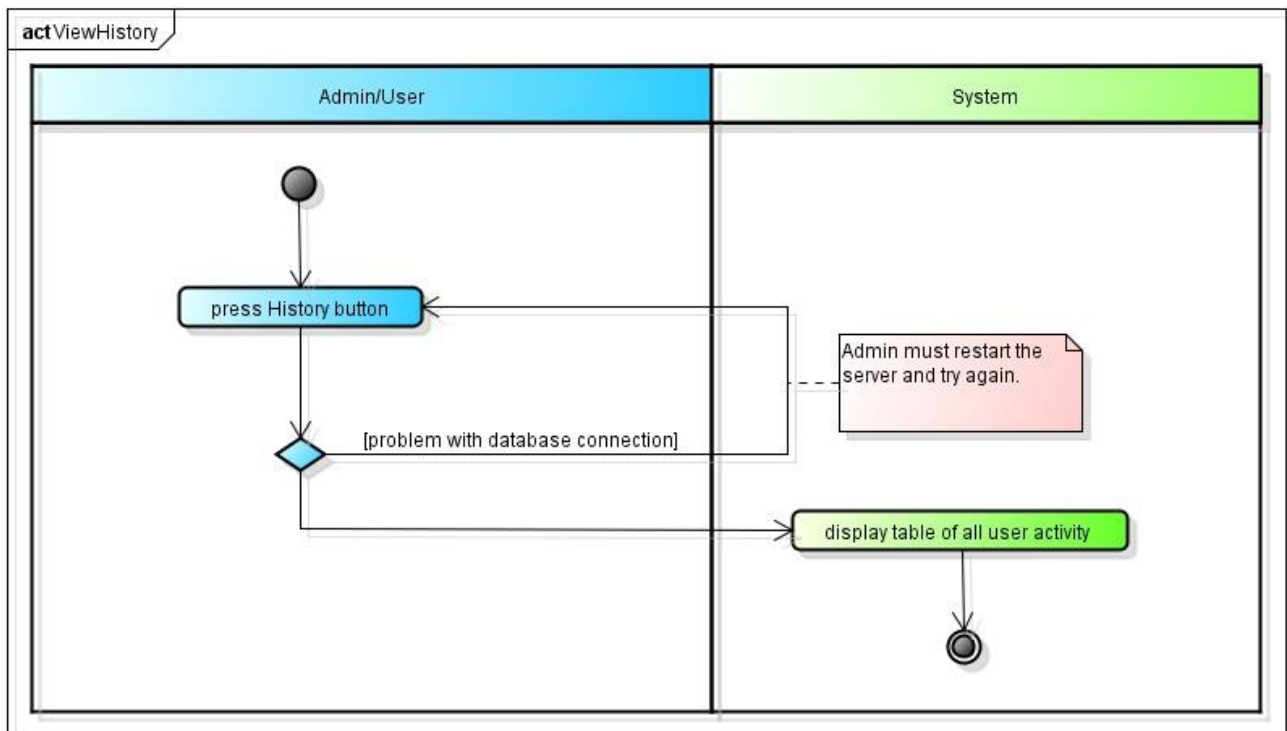 act ViewHistory
Admin/User
System
press History button
Admin must restart the
server and try again.
[problem with database connection]
display table of all user activity